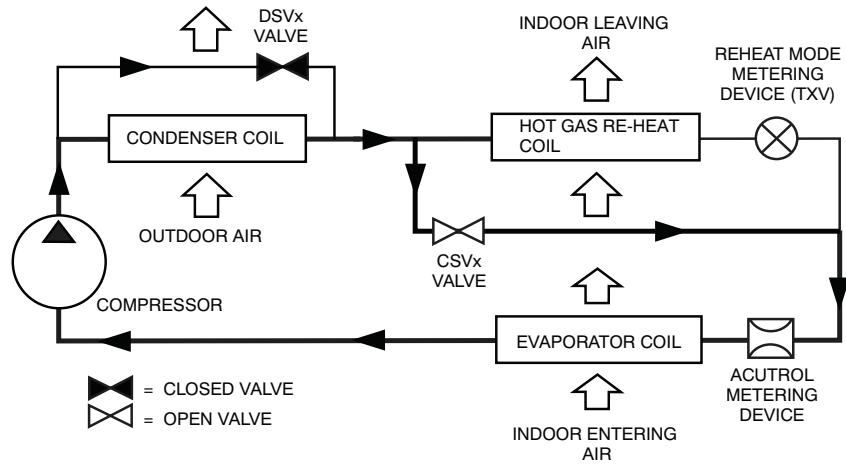 DSVx
VALVE
INDOOR LEAVING
AIR
REHEAT MODE
METERING
DEVICE (TXV)
CONDENSER COIL
HOT GAS RE-HEAT
COIL
OUTDOOR AIR
CSVx
VALVE
COMPRESSOR
EVAPORATOR COIL
ACUTROL
METERING
DEVICE
= CLOSED VALVE
= OPEN VALVE
INDOOR ENTERING
AIR